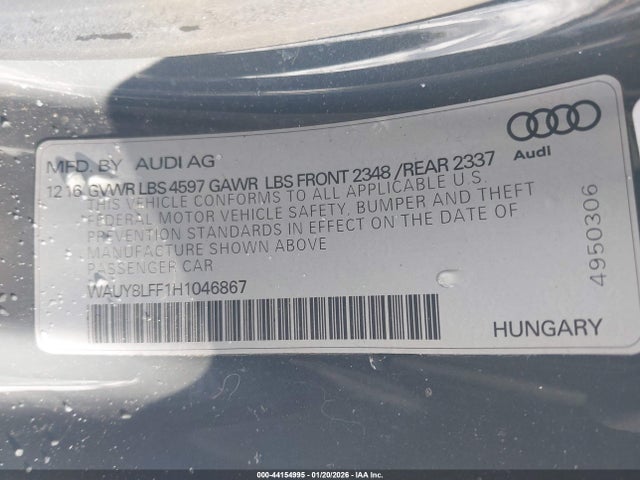 Audi
MFD. BY AUDI AG
12 16 GVWR LBS 4597 GAWR LBS FRONT 2348 /REAR 2337
THIS VEHICLE CONFORMS TO ALL APPLICABLE U.S.
FEDERAL MOTOR VEHICLE SAFETY, BUMPER AND THEFT
PREVENTION STANDARDS IN EFFECT ON THE DATE OF
MANUFACTURE SHOWN ABOVE
PASSENGER CAR
WAUY8LFF1H1046867
4950306
HUNGARY
000-44154995 | 01/20/2026 - IAA Inc.